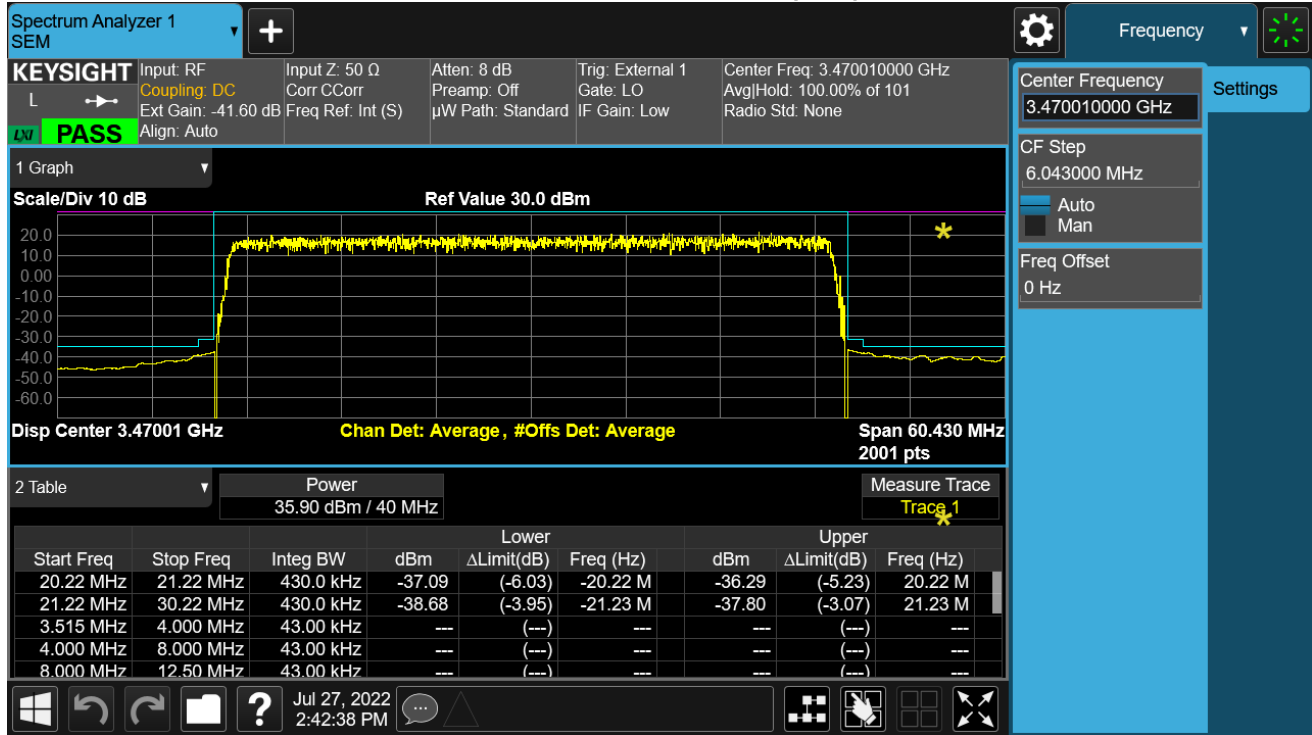 Spectrum Analyzer 1
SEM
Frequency
KEYSIGHT
L
LXI PASS
Input: RF
Coupling: DC
Ext Gain: -41.60 dB
Align: Auto
Input Z: 50 Ω
Corr CCorr
Freq Ref: Int (S)
Atten: 8 dB
Preamp: Off
µW Path: Standard
Trig: External 1
Gate: LO
IF Gain: Low
Center Freq: 3.470010000 GHz
Avg|Hold: 100.00% of 101
Radio Std: None
Center Frequency
3.470010000 GHz
Settings
CF Step
6.043000 MHz
Auto
Man
Freq Offset
0 Hz
1 Graph
Scale/Div 10 dB Ref Value 30.0 dBm
20.0
10.0
0.00
-10.0
-20.0
-30.0
-40.0
-50.0
-60.0
Disp Center 3.47001 GHz Chan Det: Average, #Offs Det: Average Span 60.430 MHz
2001 pts
2 Table
Power
35.90 dBm / 40 MHz
Measure Trace
Trace 1
Lower Upper
Start Freq Stop Freq Integ BW dBm ΔLimit(dB) Freq (Hz) dBm ΔLimit(dB) Freq (Hz)
20.22 MHz 21.22 MHz 430.0 kHz -37.09 (-6.03) -20.22 M -36.29 (-5.23) 20.22 M
21.22 MHz 30.22 MHz 430.0 kHz -38.68 (-3.95) -21.23 M -37.80 (-3.07) 21.23 M
3.515 MHz 4.000 MHz 43.00 kHz --- (---) --- --- (---) ---
4.000 MHz 8.000 MHz 43.00 kHz --- (---) --- --- (---) ---
8.000 MHz 12.50 MHz 43.00 kHz --- (---) --- --- (---) ---
? Jul 27, 2022
2:42:38 PM